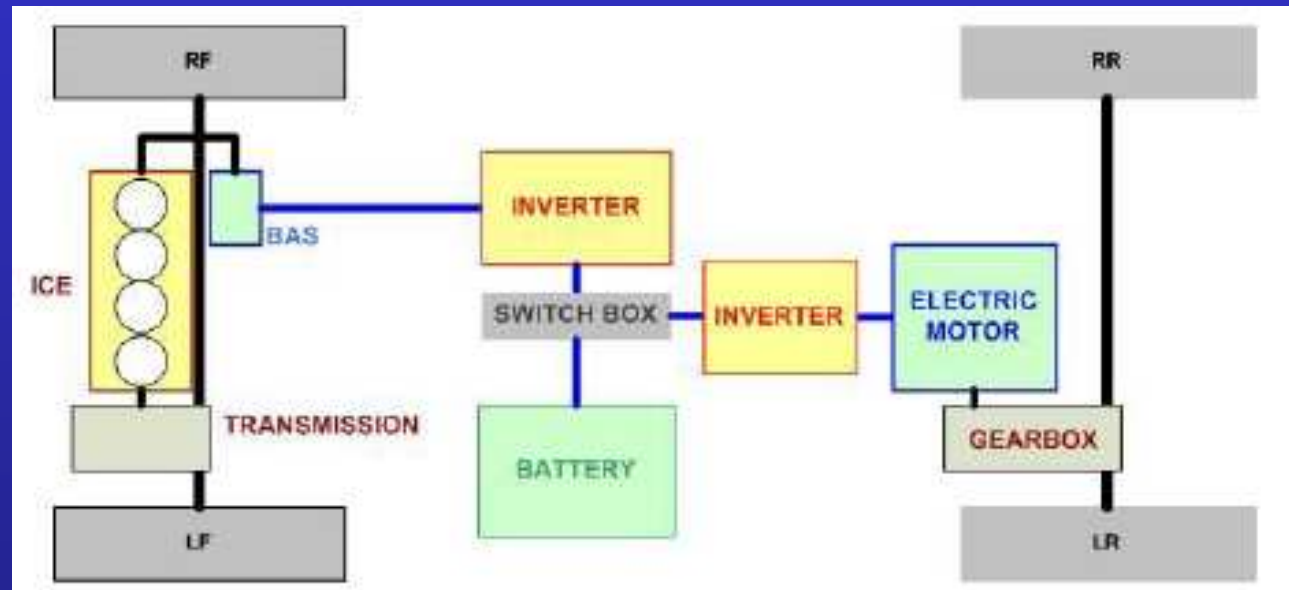 RF
RR
INVERTER
BAS
ICE
ELECTRIC
MOTOR
SWITCH BOX
INVERTER
TRANSMISSION
GEARBOX
BATTERY
LF
LR